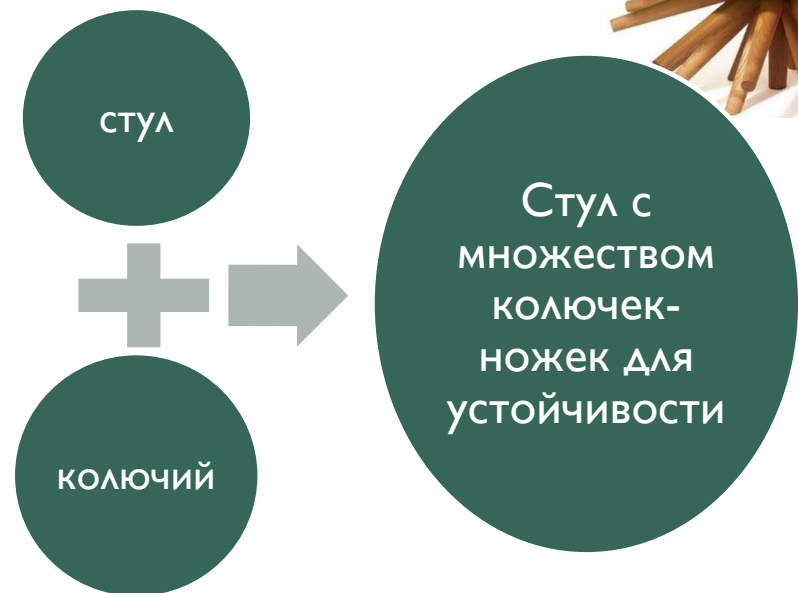 стул
колючий
Стул с
множеством
колючек-
ножек для
устойчивости